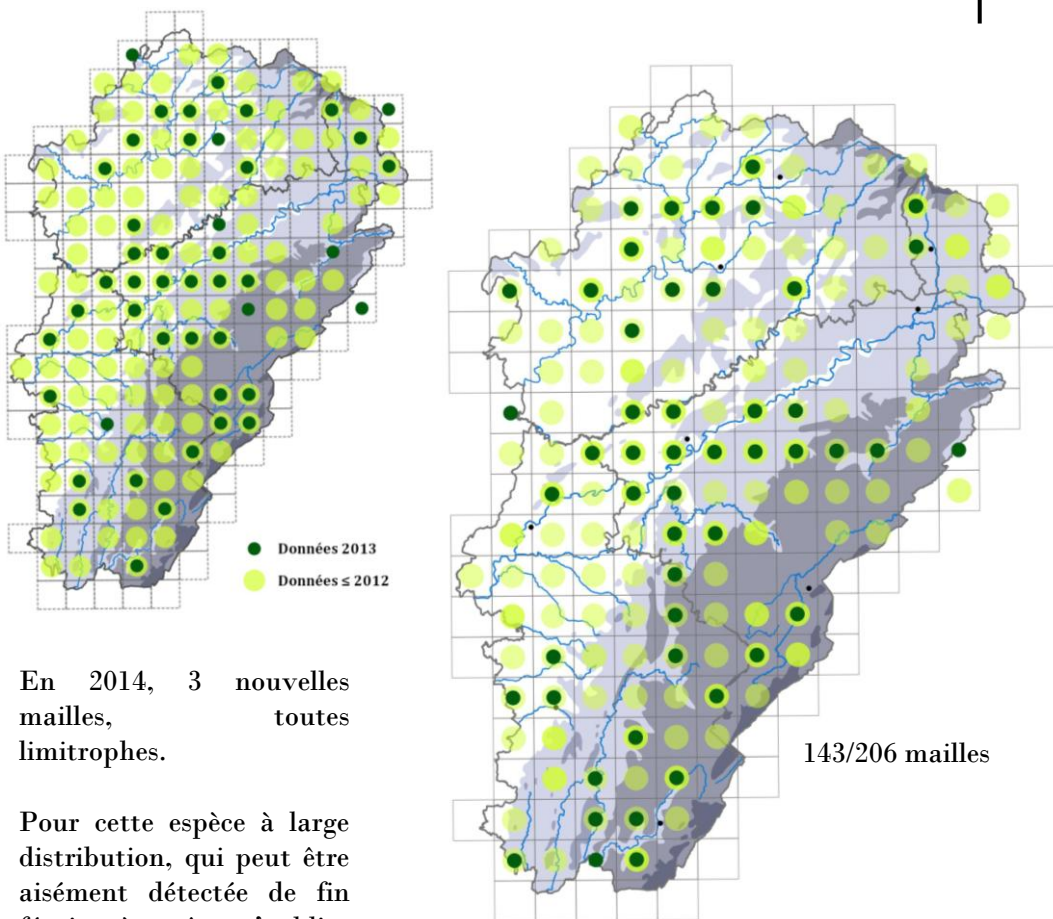 Données 2013
Données ≤ 2012
En 2014, 3 nouvelles
mailles, toutes
limitrophes.
143/206 mailles
Pour cette espèce à large
distribution, qui peut être
aisément détectée de fin